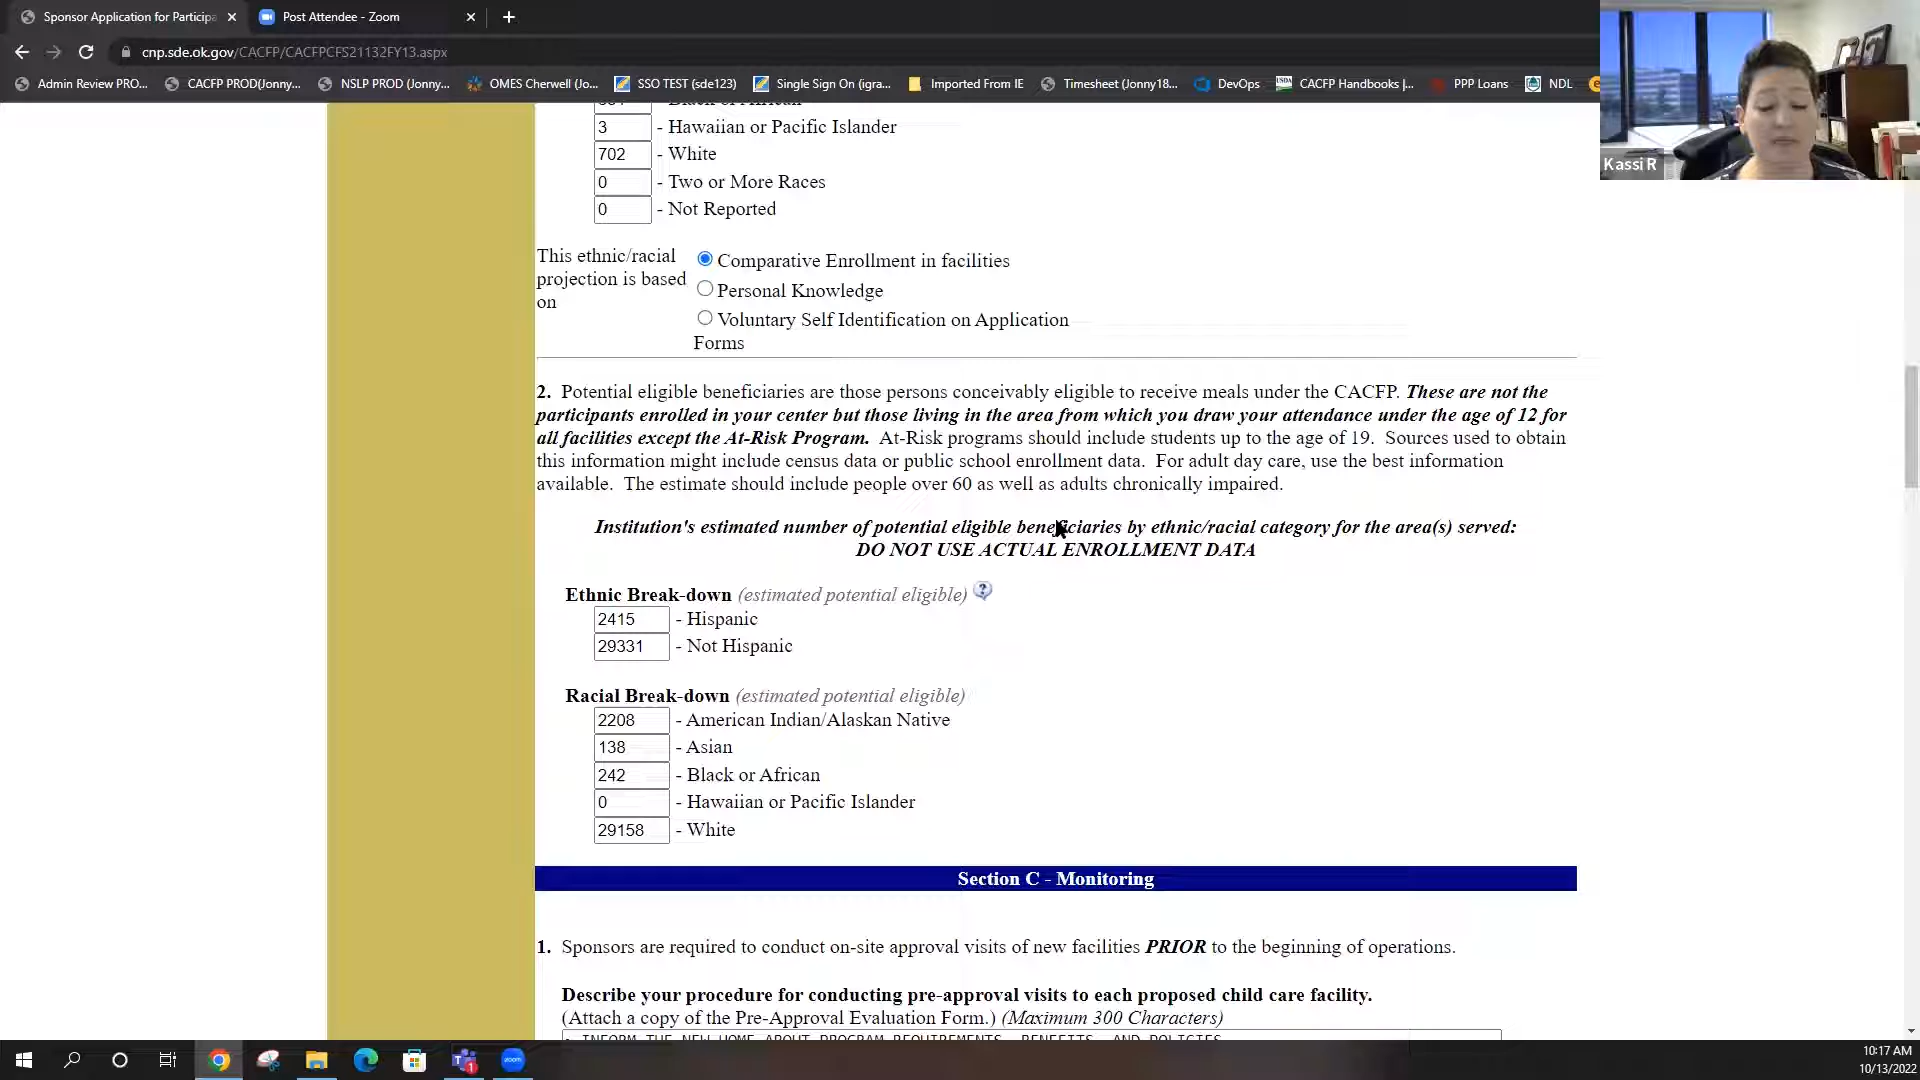 Sponsor Application for Participa
Post Attendee - Zoom
cnp.sde.ok.gov/CACFP/CACFPCFS21132FY13.aspx
Admin Review PRO...
CACFP PROD(Jonny...
NSLP PROD (Jonny...
OMES Cherwell (Jo...
SSO TEST (sde123)
Single Sign On (igra...
Imported From IE
Timesheet (Jonny18...
DevOps
CACFP Handbooks |...
PPP Loans
NDL
Kassi R
- Black or African
3 - Hawaiian or Pacific Islander
702 - White
0 - Two or More Races
0 - Not Reported
This ethnic/racial
projection is based
on
Comparative Enrollment in facilities
Personal Knowledge
Voluntary Self Identification on Application
Forms
2. Potential eligible beneficiaries are those persons conceivably eligible to receive meals under the CACFP. These are not the
participants enrolled in your center but those living in the area from which you draw your attendance under the age of 12 for
all facilities except the At-Risk Program. At-Risk programs should include students up to the age of 19. Sources used to obtain
this information might include census data or public school enrollment data. For adult day care, use the best information
available. The estimate should include people over 60 as well as adults chronically impaired.
Institution's estimated number of potential eligible beneficiaries by ethnic/racial category for the area(s) served:
DO NOT USE ACTUAL ENROLLMENT DATA
Ethnic Break-down (estimated potential eligible)
2415 - Hispanic
29331 - Not Hispanic
Racial Break-down (estimated potential eligible)
2208 - American Indian/Alaskan Native
138 - Asian
242 - Black or African
0 - Hawaiian or Pacific Islander
29158 - White
Section C - Monitoring
1. Sponsors are required to conduct on-site approval visits of new facilities PRIOR to the beginning of operations.
Describe your procedure for conducting pre-approval visits to each proposed child care facility.
(Attach a copy of the Pre-Approval Evaluation Form.) (Maximum 300 Characters)
INFORM THE NEW HOME ABOUT PROGRAM REQUIREMENTS, BENEFITS, AND POLICIES
10:17 AM
10/13/2022